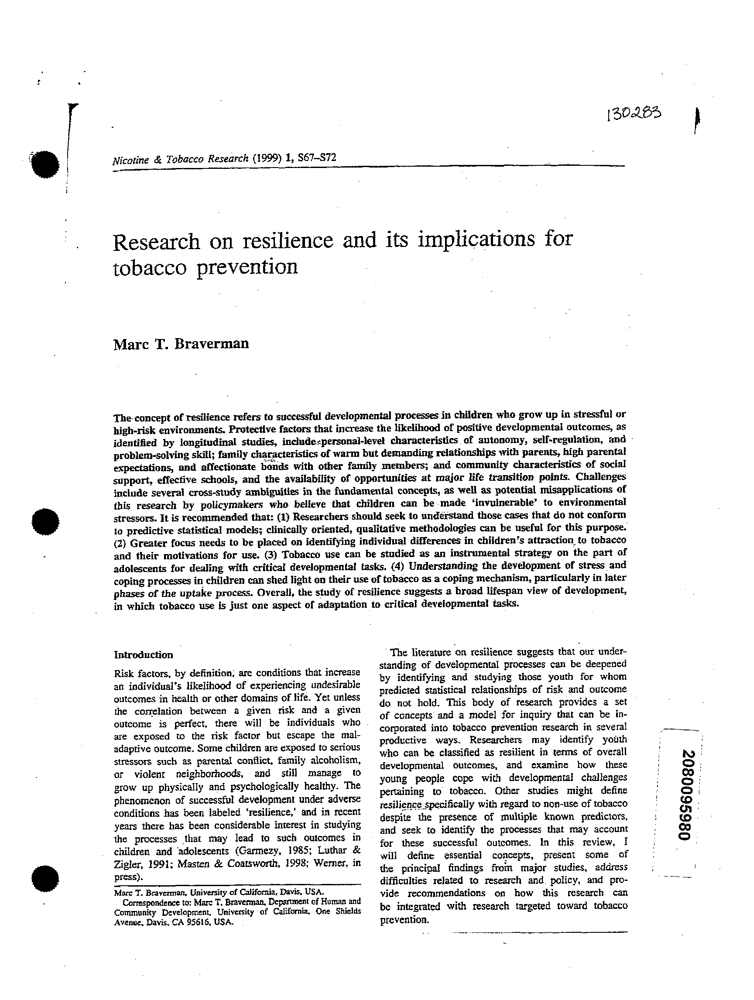 130283
Nicotine & Tobacco Research (1999) 1, S67–S72
Research on resilience and its implications for
tobacco prevention
Marc T. Braverman
The concept of resilience refers to successful developmental processes in children who grow up in stressful or
high-risk environments. Protective factors that increase the likelihood of positive developmental outcomes, as
identified by longitudinal studies, include personal-level characteristics of autonomy, self-regulation, and
problem-solving skill; family characteristics of warm but demanding relationships with parents, high parental
expectations, and affectionate bonds with other family members; and community characteristics of social
support, effective schools, and the availability of opportunities at major life transition points. Challenges
include several cross-study ambiguities in the fundamental concepts, as well as potential misapplications of
this research by policymakers who believe that children can be made 'invulnerable' to environmental
stressors. It is recommended that: (1) Researchers should seek to understand those cases that do not conform
to predictive statistical models; clinically oriented, qualitative methodologies can be useful for this purpose.
(2) Greater focus needs to be placed on identifying individual differences in children's attraction to tobacco
and their motivations for use. (3) Tobacco use can be studied as an instrumental strategy on the part of
adolescents for dealing with critical developmental tasks. (4) Understanding the development of stress and
coping processes in children can shed light on their use of tobacco as a coping mechanism, particularly in later
phases of the uptake process. Overall, the study of resilience suggests a broad lifespan view of development,
in which tobacco use is just one aspect of adaptation to critical developmental tasks.
Introduction
Risk factors, by definition, are conditions that increase
an individual's likelihood of experiencing undesirable
outcomes in health or other domains of life. Yet unless
the correlation between a given risk and a given
outcome is perfect, there will be individuals who
are exposed to the risk factor but escape the mal-
adaptive outcome. Some children are exposed to serious
stressors such as parental conflict, family alcoholism,
or violent neighborhoods, and still manage to
grow up physically and psychologically healthy. The
phenomenon of successful development under adverse
conditions has been labeled 'resilience,' and in recent
years there has been considerable interest in studying
the processes that may lead to such outcomes in
children and adolescents (Garmezy, 1985; Luthar &
Zigler, 1991; Masten & Coatsworth, 1998; Werner, in
press).
Marc T. Braverman, University of California, Davis, USA.
Correspondence to: Marc T. Braverman, Department of Human and
Community Development, University of California, One Shields
Avenue, Davis, CA 95616, USA.
The literature on resilience suggests that our under-
standing of developmental processes can be deepened
by identifying and studying those youth for whom
predicted statistical relationships of risk and outcome
do not hold. This body of research provides a set
of concepts and a model for inquiry that can be in-
corporated into tobacco prevention research in several
productive ways. Researchers may identify youth
who can be classified as resilient in terms of overall
developmental outcomes, and examine how these
young people cope with developmental challenges
pertaining to tobacco. Other studies might define
resilience specifically with regard to non-use of tobacco
despite the presence of multiple known predictors,
and seek to identify the processes that may account
for these successful outcomes. In this review, I
will define essential concepts, present some of
the principal findings from major studies, address
difficulties related to research and policy, and pro-
vide recommendations on how this research can
be integrated with research targeted toward tobacco
prevention.
2080095980